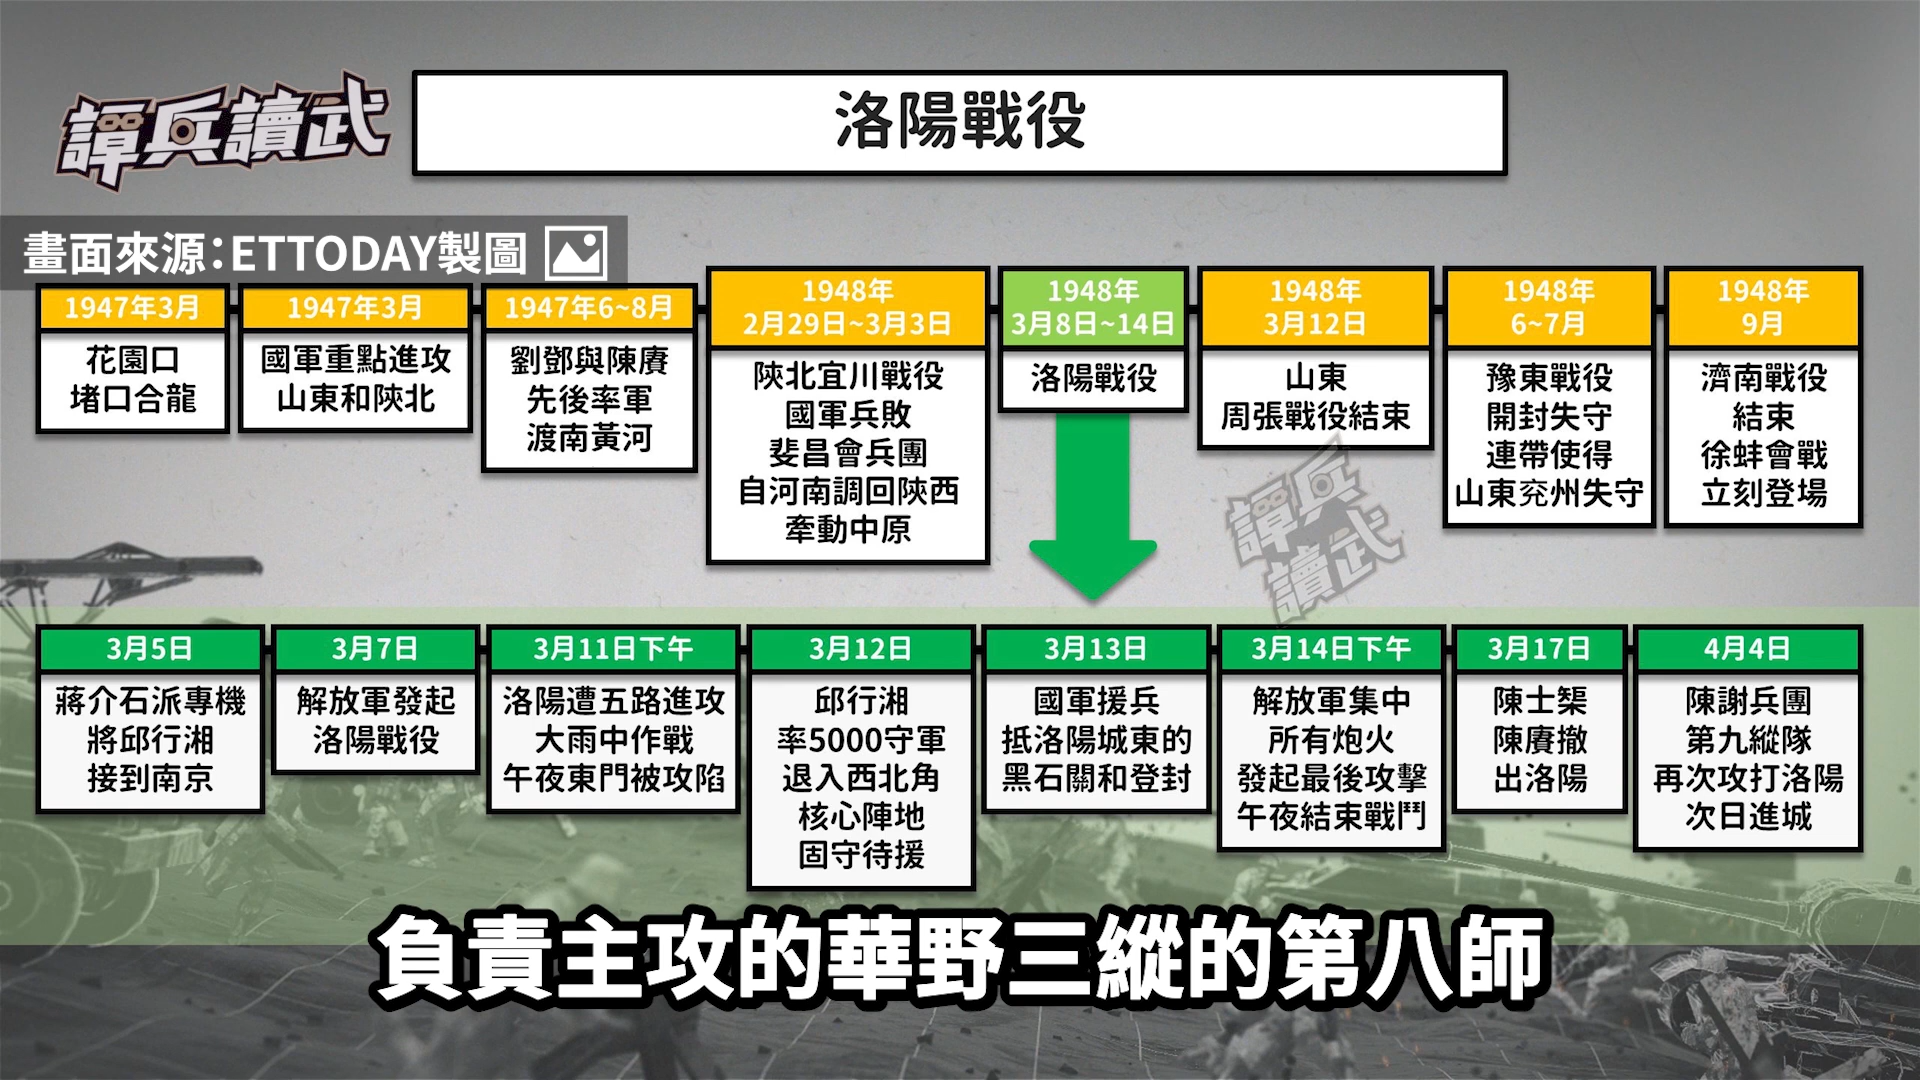 譚兵讀武
洛陽戰役
畫面來源：ETTODAY製圖
1947年3月
花園口
堵口合龍
1947年3月
國軍重點進攻
山東和陝北
1947年6~8月
劉鄧與陳賡
先後率軍
渡南黃河
1948年
2月29日~3月3日
陝北宜川戰役
國軍兵敗
斐昌會兵團
自河南調回陝西
牽動中原
1948年
3月8日~14日
洛陽戰役
1948年
3月12日
山東
周張戰役結束
1948年
6~7月
豫東戰役
開封失守
連帶使得
山東兗州失守
1948年
9月
濟南戰役
結束
徐蚌會戰
立刻登場
譚兵
讀武
3月5日
蔣介石派專機
將邱行湘
接到南京
3月7日
解放軍發起
洛陽戰役
3月11日下午
洛陽遭五路進攻
大雨中作戰
午夜東門被攻陷
3月12日
邱行湘
率5000守軍
退入西北角
核心陣地
固守待援
3月13日
國軍援兵
抵洛陽城東的
黑石關和登封
3月14日下午
解放軍集中
所有炮火
發起最後攻擊
午夜結束戰鬥
3月17日
陳士榘
陳賡撤
出洛陽
4月4日
陳謝兵團
第九縱隊
再次攻打洛陽
次日進城
負責主攻的華野三縱的第八師